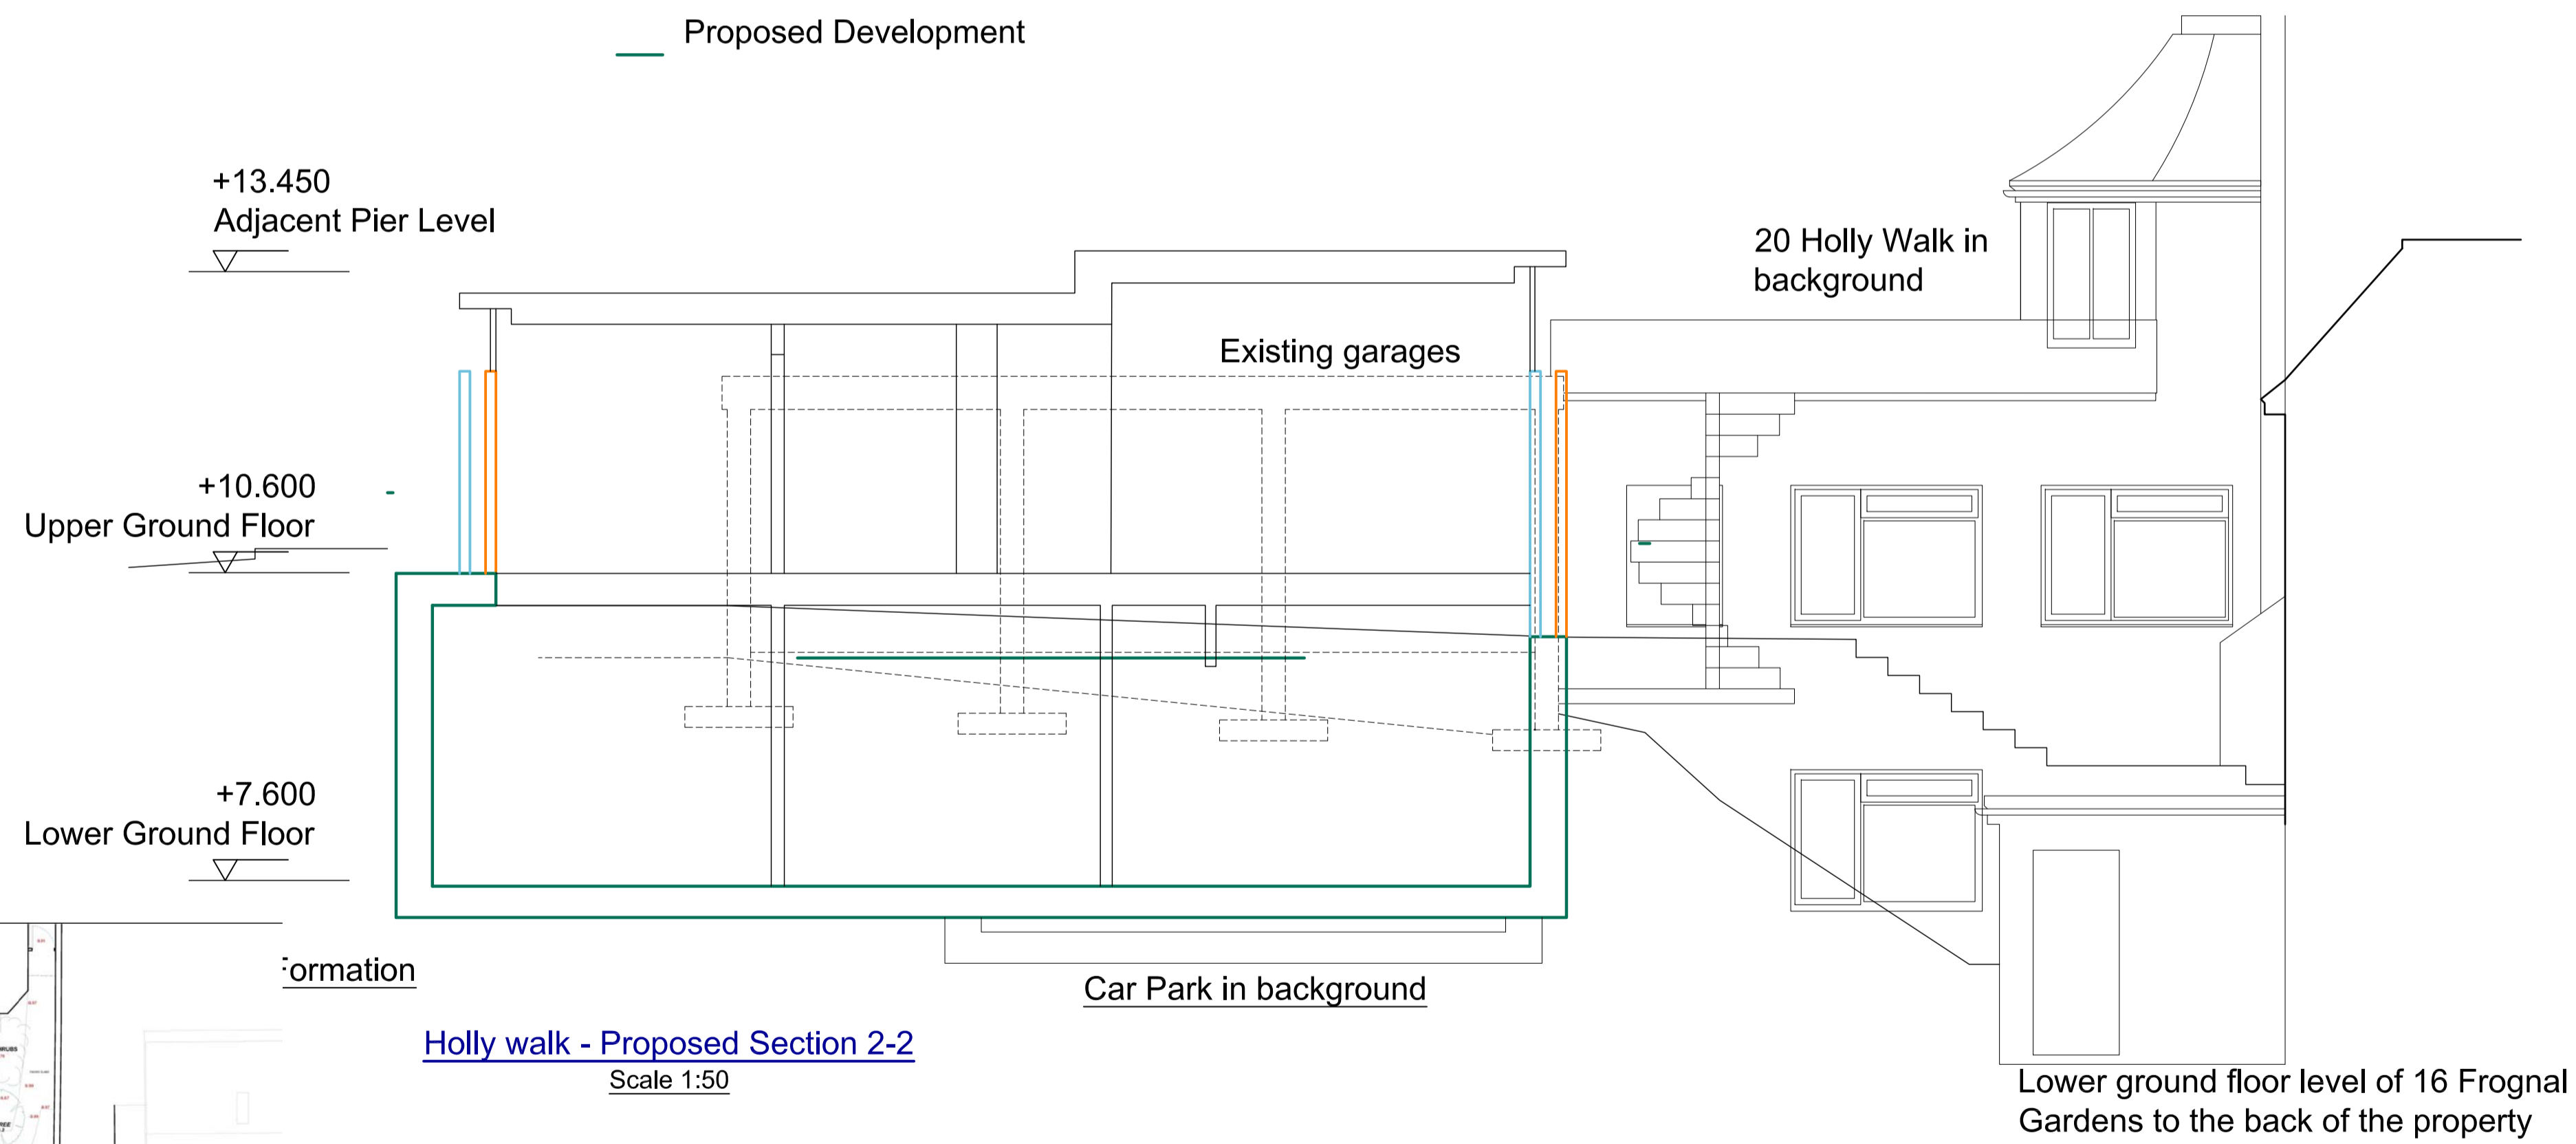 Proposed Development
+13.450
Adjacent Pier Level
20 Holly Walk in
background
Existing garages
+10.600
Upper Ground Floor
+7.600
Lower Ground Floor
Formation
Car Park in background
Holly walk - Proposed Section 2-2
Scale 1:50
Lower ground floor level of 16 Frognal
Gardens to the back of the property